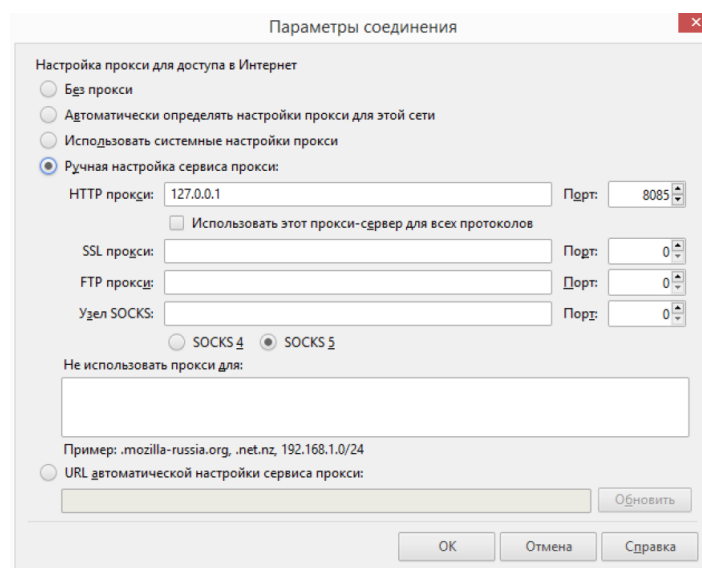 Параметры соединения
Настройка прокси для доступа в Интернет
Без прокси
Автоматически определять настройки прокси для этой сети
Использовать системные настройки прокси
Ручная настройка сервиса прокси:
HTTP прокси: 127.0.0.1 Порт: 8085
Использовать этот прокси-сервер для всех протоколов
SSL прокси: Порт: 0
FTP прокси: Порт: 0
Узел SOCKS: Порт: 0
SOCKS 4 SOCKS 5
Не использовать прокси для:
Пример: .mozilla-russia.org, .net.nz, 192.168.1.0/24
URL автоматической настройки сервиса прокси:
Обновить
ОК Отмена Справка